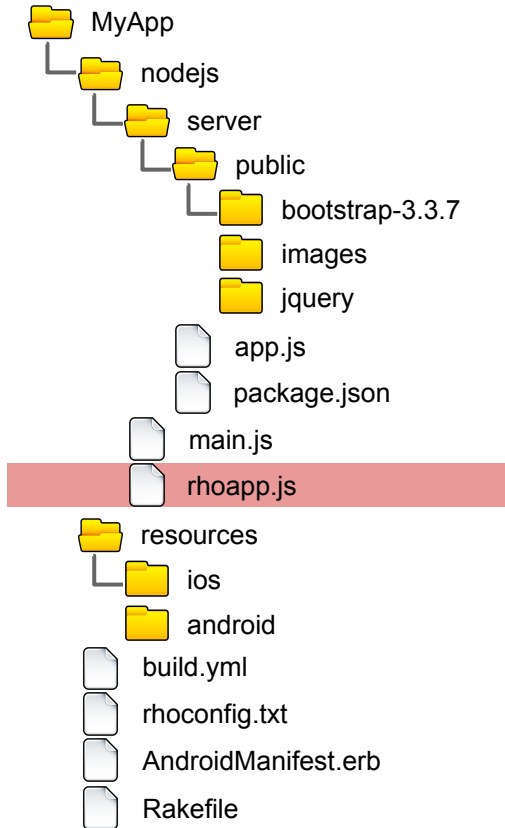 MyApp
nodejs
server
public
bootstrap-3.3.7
images
jquery
app.js
package.json
main.js
rhoapp.js
resources
ios
android
build.yml
rhoconfig.txt
AndroidManifest.erb
Rakefile